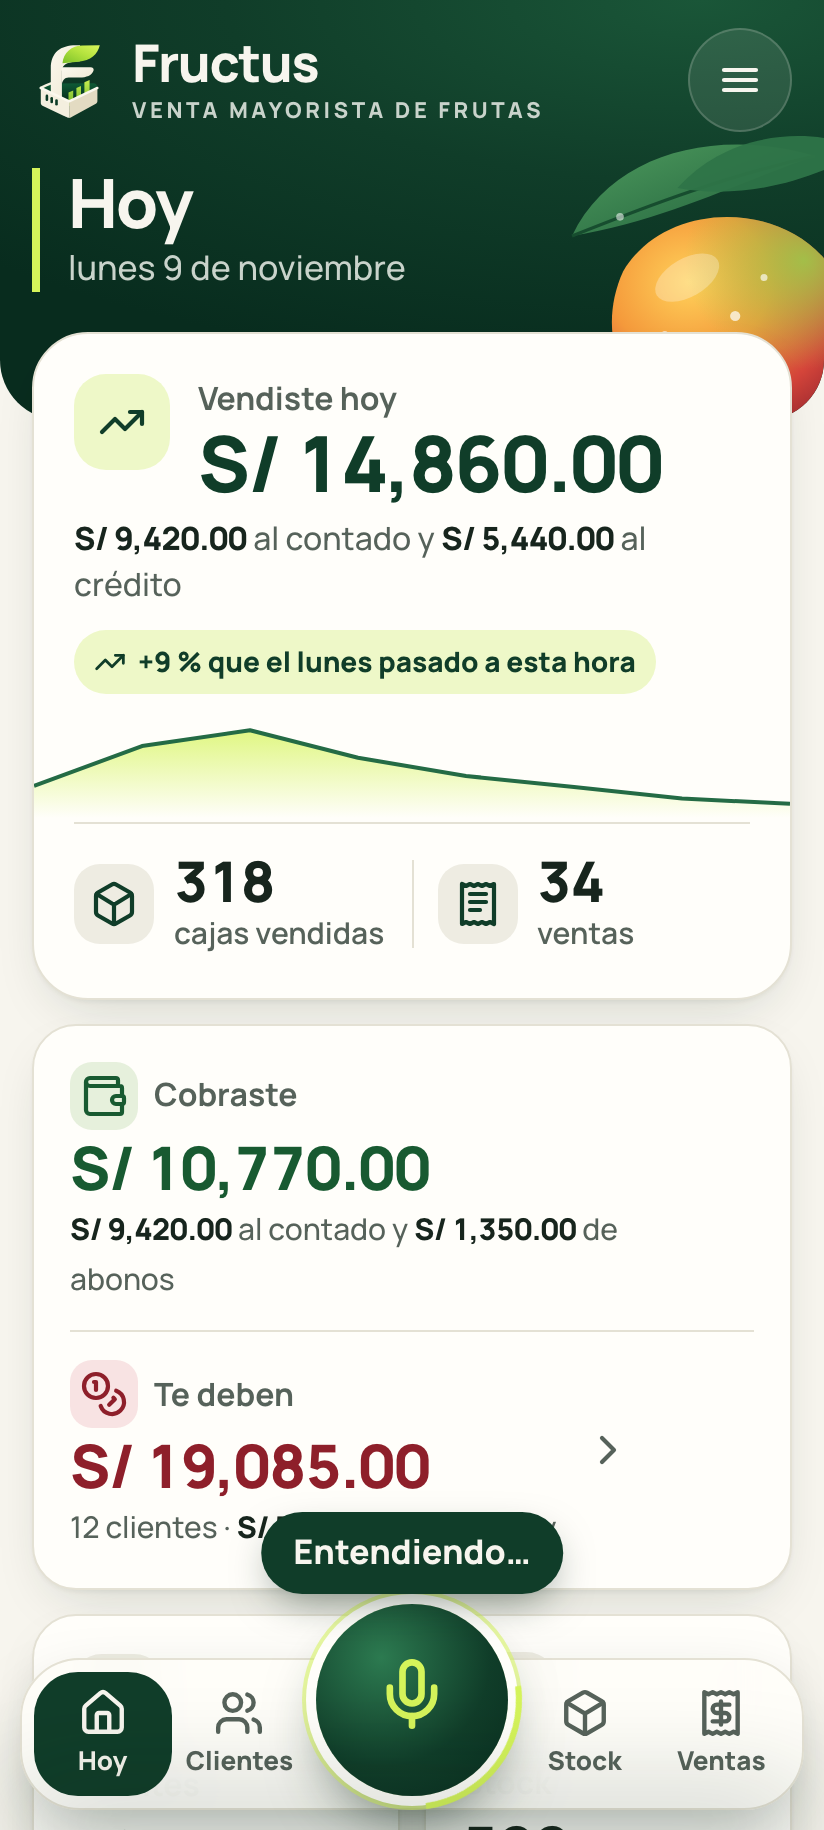 Fructus
VENTA MAYORISTA DE FRUTAS
Hoy
lunes 9 de noviembre
Vendiste hoy
S/ 14,860.00
S/ 9,420.00 al contado y S/ 5,440.00 al
crédito
+9 % que el lunes pasado a esta hora
318
cajas vendidas
34
ventas
Cobraste
S/ 10,770.00
S/ 9,420.00 al contado y S/ 1,350.00 de
abonos
Te deben
S/ 19,085.00
12 clientes · S/
Entendiendo...
Hoy
Clientes
Stock
Ventas